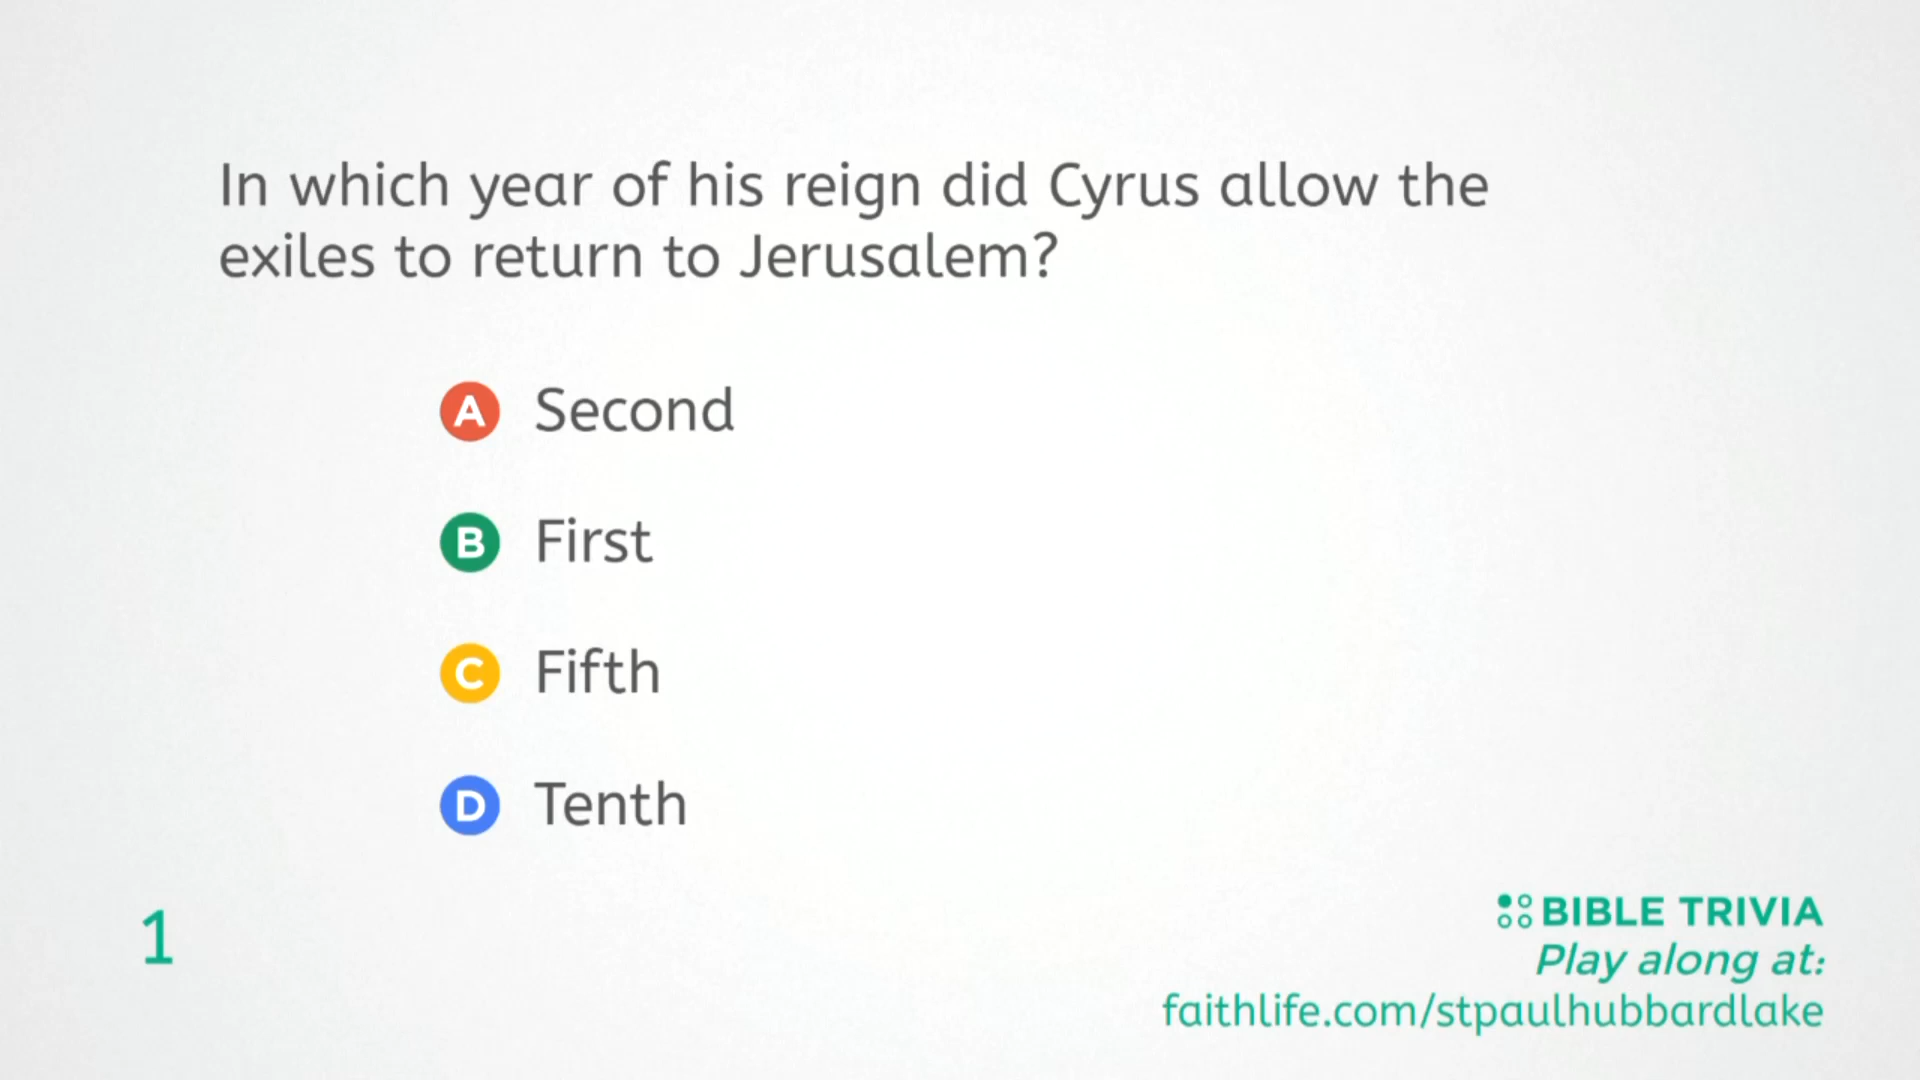 In which year of his reign did Cyrus allow the
exiles to return to Jerusalem?
A Second
B First
C Fifth
D Tenth
1
BIBLE TRIVIA
Play along at:
faithlife.com/stpaulhubbardlake